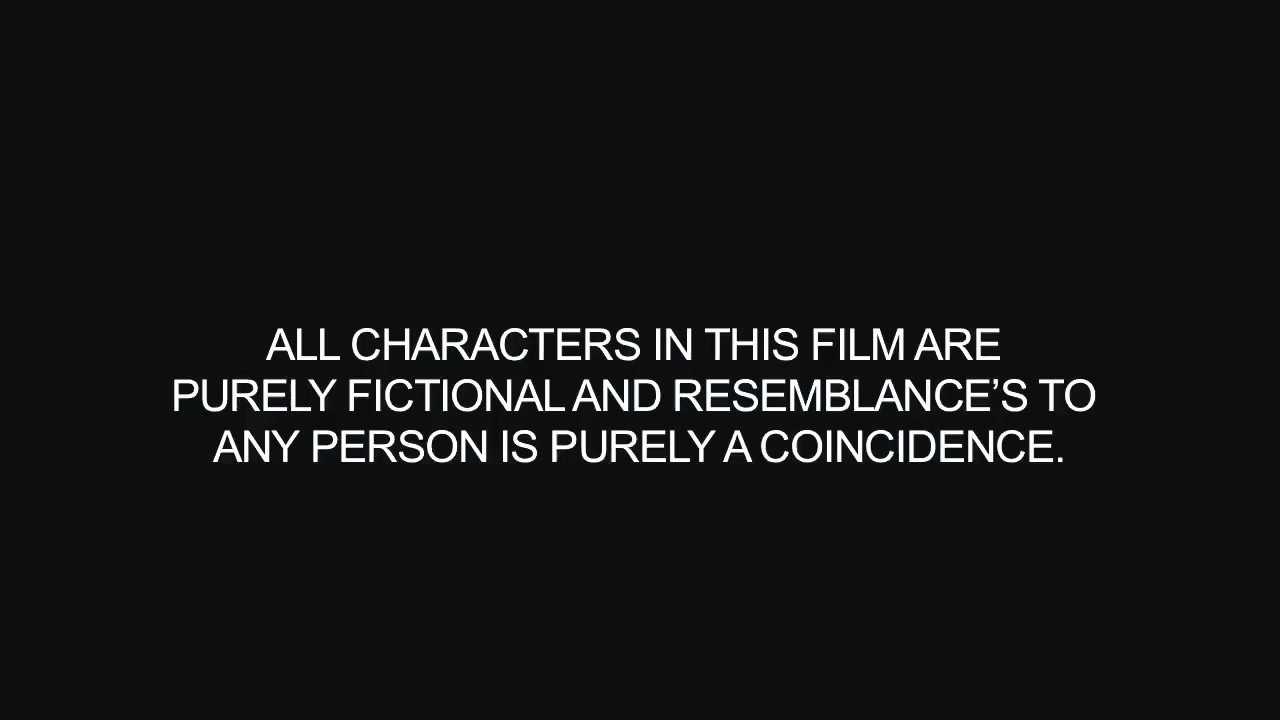 ALL CHARACTERS IN THIS FILM ARE
PURELY FICTIONAL AND RESEMBLANCE’S TO
ANY PERSON IS PURELY A COINCIDENCE.